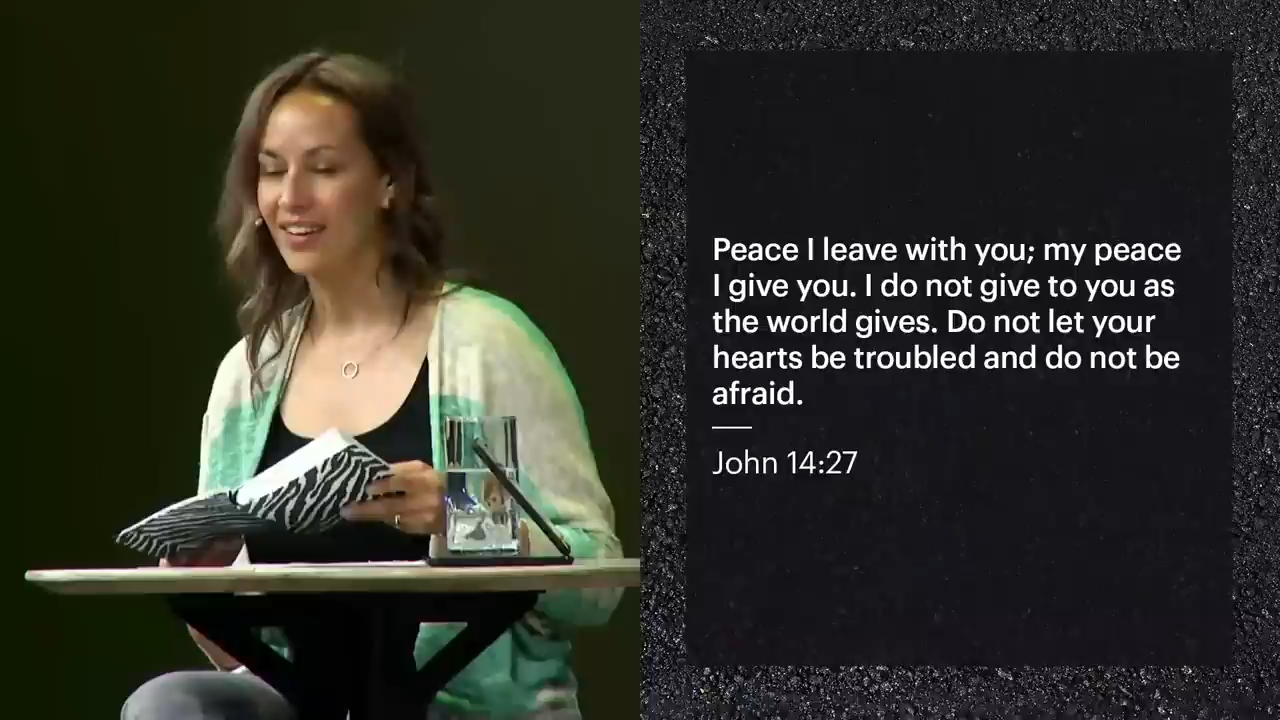 Peace I leave with you; my peace
I give you. I do not give to you as
the world gives. Do not let your
hearts be troubled and do not be
afraid.
John 14:27